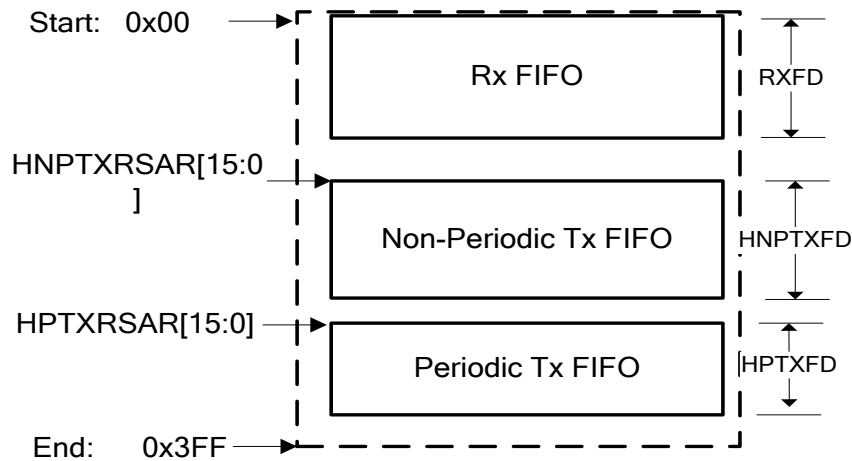 Start: 0x00
Rx FIFO
RXFD
HNPTXRSAR[15:0
]
Non-Periodic Tx FIFO
HNPTXFD
HPTXRSAR[15:0]
Periodic Tx FIFO
HPTXFD
End: 0x3FF